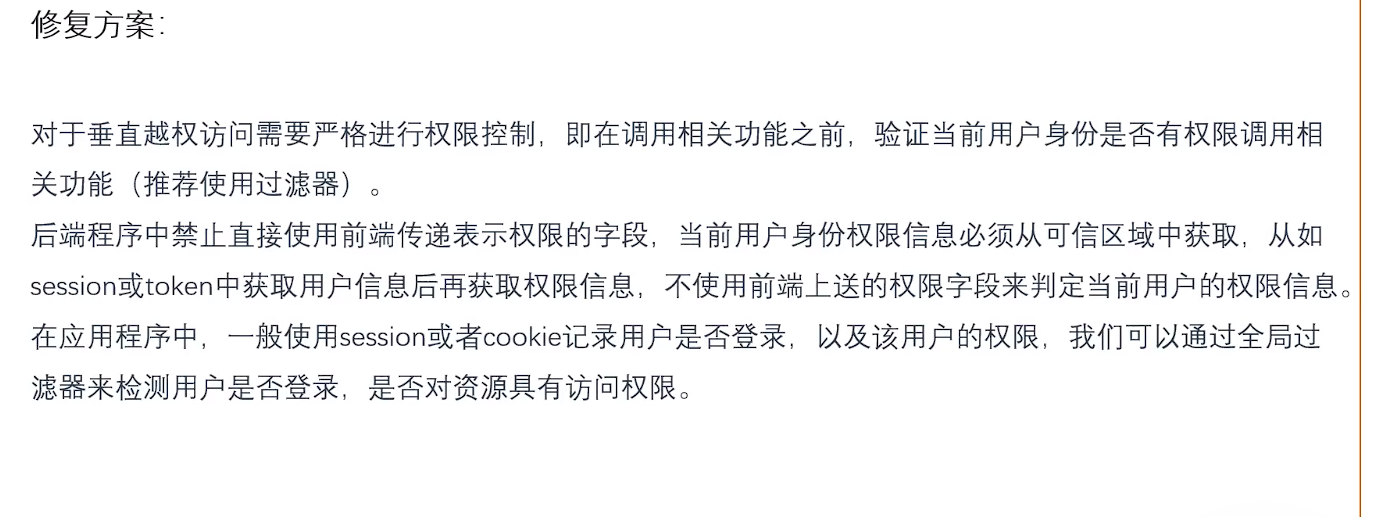 修复方案：
对于垂直越权访问需要严格进行权限控制，即在调用相关功能之前，验证当前用户身份是否有权限调用相
关功能（推荐使用过滤器）。
后端程序中禁止直接使用前端传递表示权限的字段，当前用户身份权限信息必须从可信区域中获取，从如
session或token中获取用户信息后再获取权限信息，不使用前端上送的权限字段来判定当前用户的权限信息。
在应用程序中，一般使用session或者cookie记录用户是否登录，以及该用户的权限，我们可以通过全局过
滤器来检测用户是否登录，是否对资源具有访问权限。